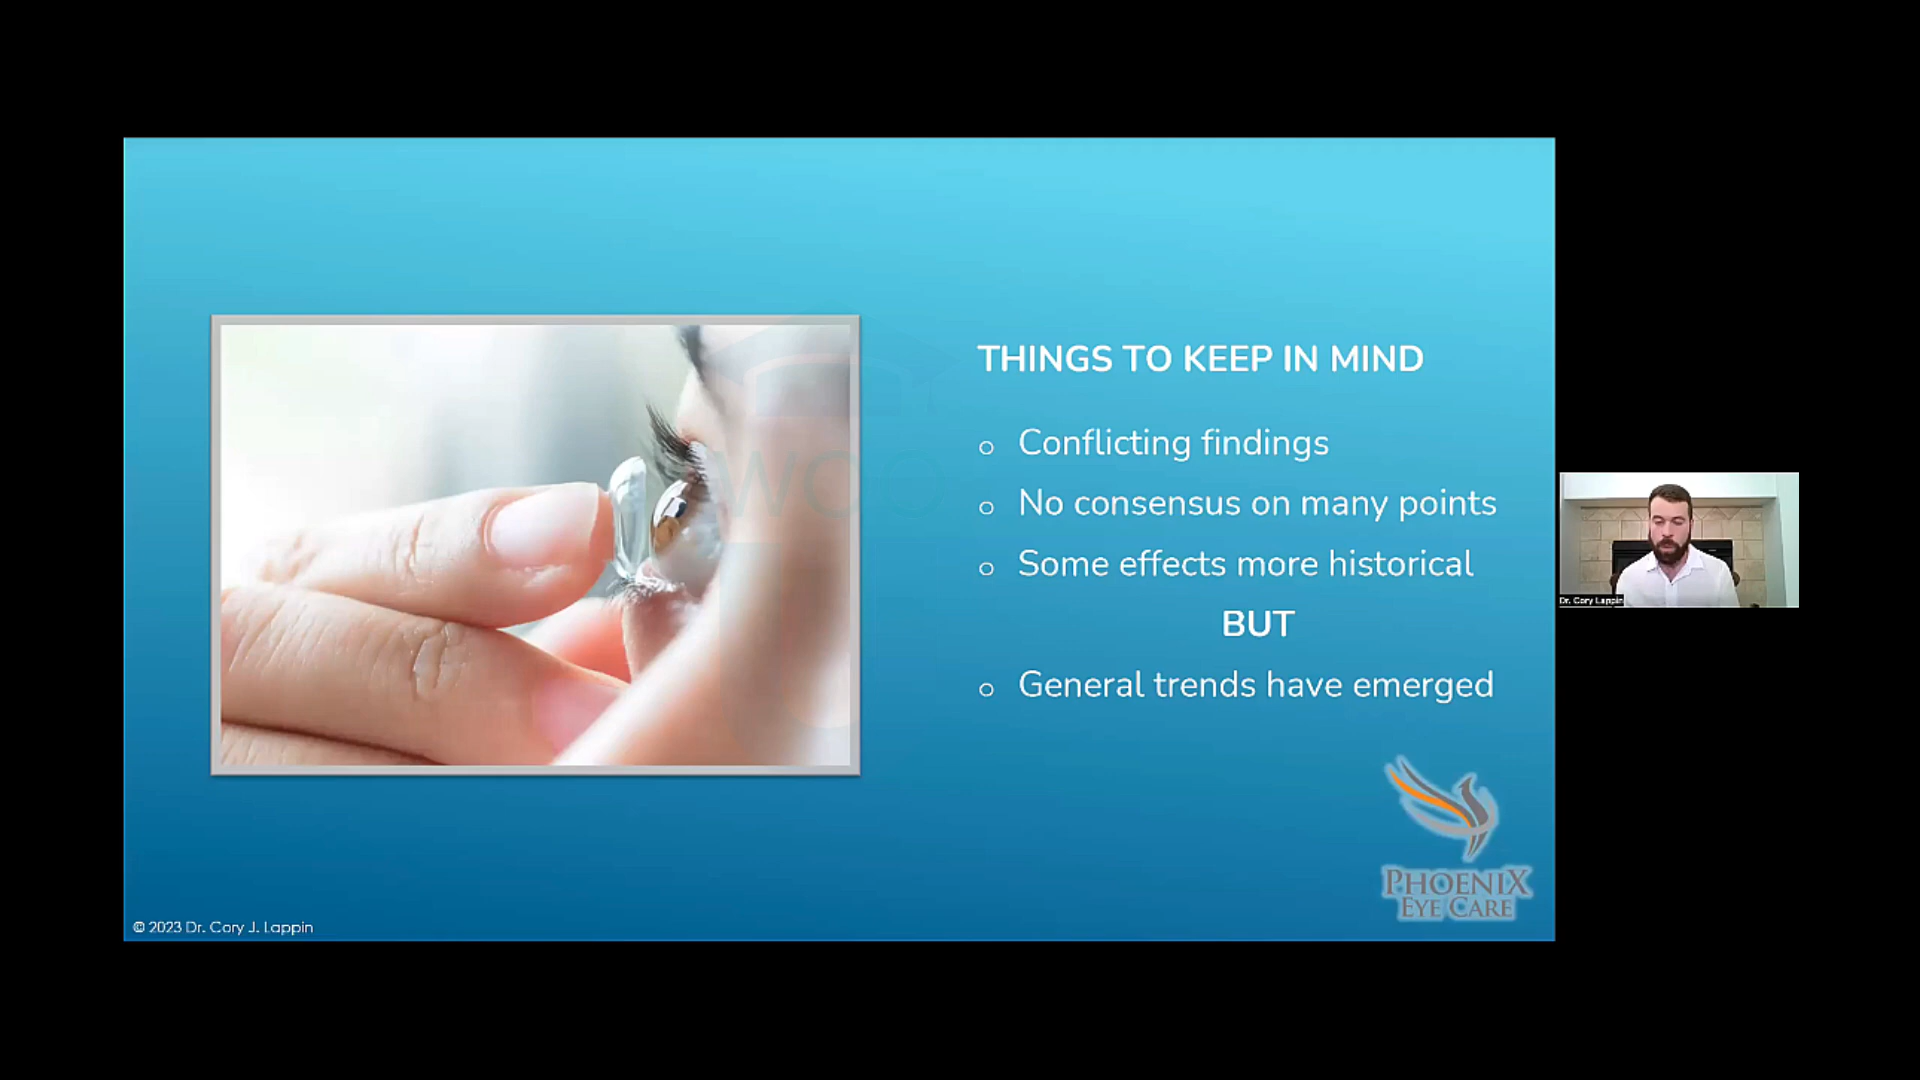 THINGS TO KEEP IN MIND
o Conflicting findings
o No consensus on many points
o Some effects more historical
BUT
o General trends have emerged
WOO
PHOENIX
EYE CARE
© 2023 Dr. Cory J. Lappin
Dr. Cory Lappin